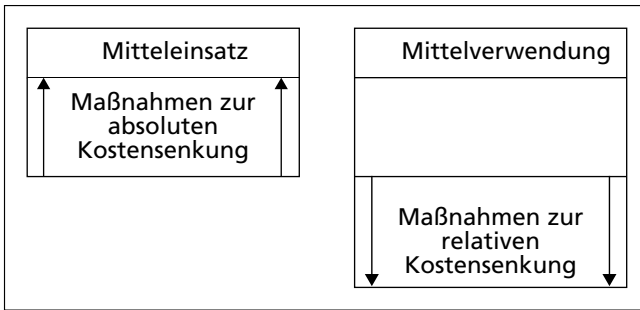 Mitteleinsatz
Maßnahmen zur
absoluten
Kostensenkung
Mittelverwendung
Maßnahmen zur
relativen
Kostensenkung